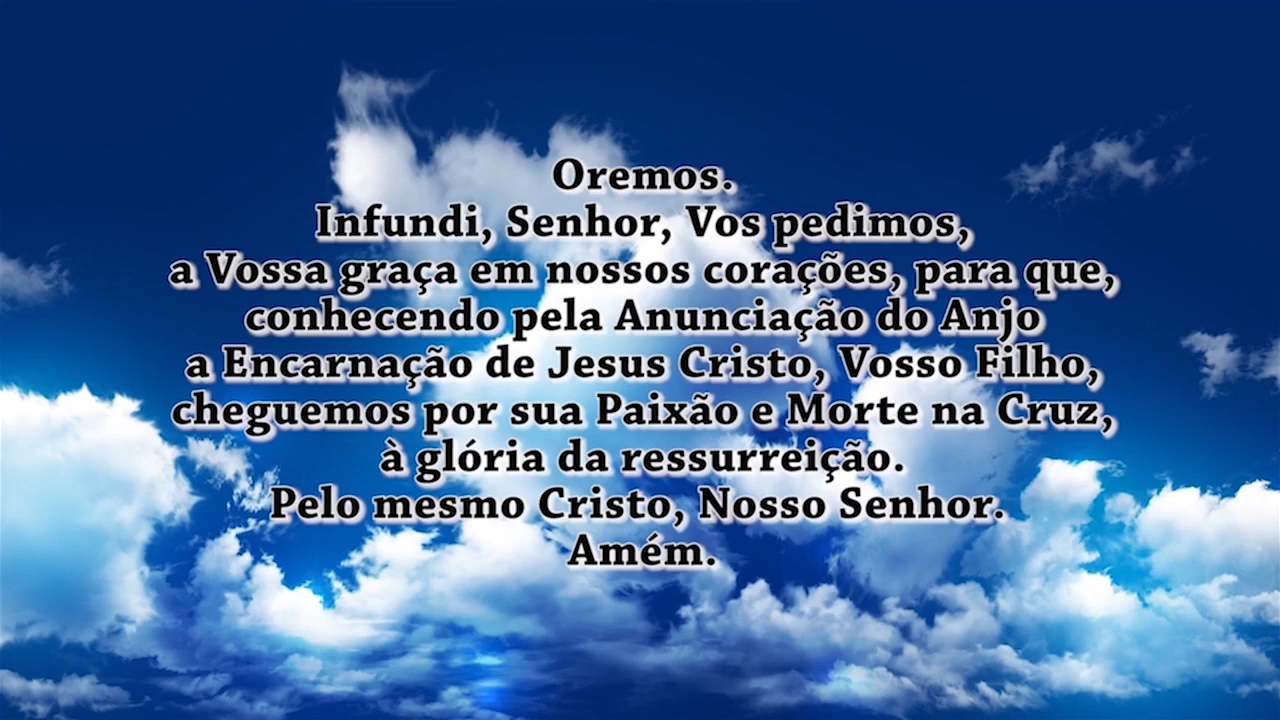 Oremos.
Infundi, Senhor, Vos pedimos,
a Vossa graça em nossos corações, para que,
conhecendo pela Anunciação do Anjo
a Encarnação de Jesus Cristo, Vosso Filho,
cheguemos por sua Paixão e Morte na Cruz,
à glória da ressurreição.
Pelo mesmo Cristo, Nosso Senhor.
Amém.